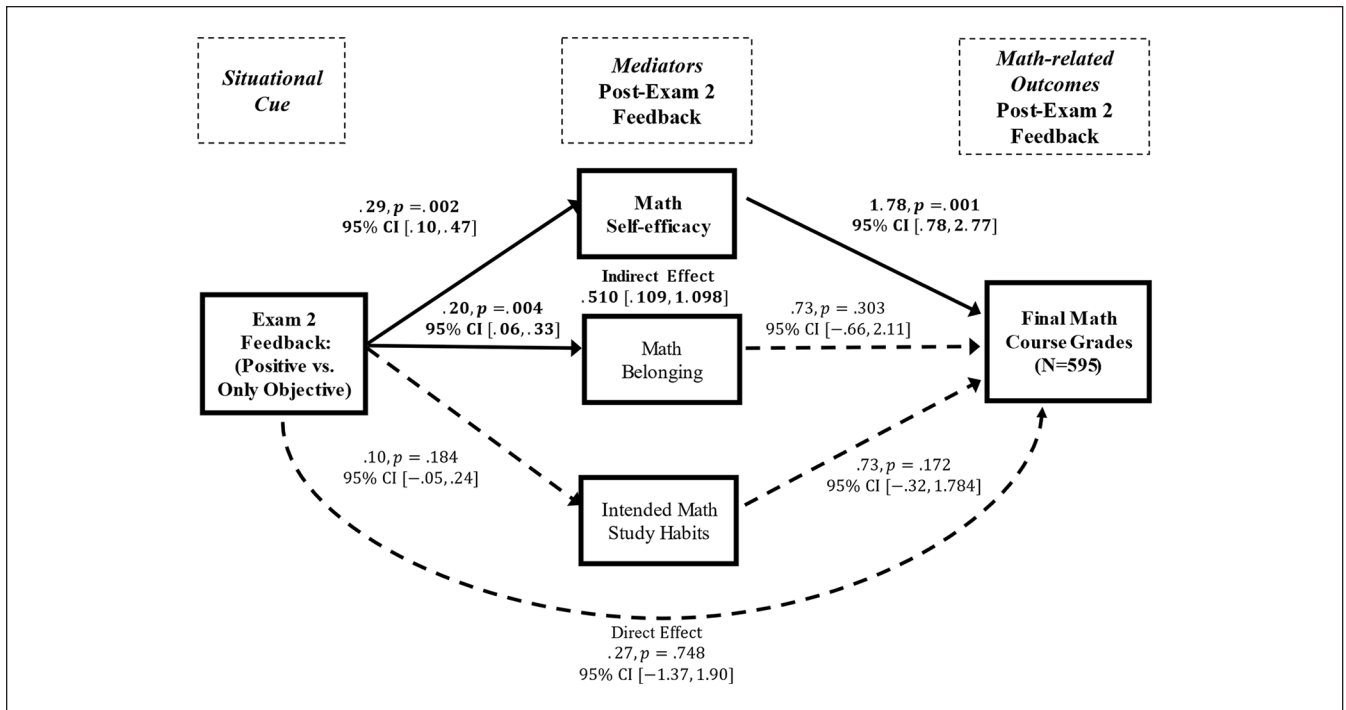 Situational
Cue
Mediators
Post-Exam 2
Feedback
Math-related
Outcomes
Post-Exam 2
Feedback
.29, p =.002
95% CI [.10, .47]
Math
Self-efficacy
1.78, p =.001
95% CI [.78, 2.77]
Indirect Effect
.510 [.109, 1.098]
Exam 2
Feedback:
(Positive vs.
Only Objective)
.20, p =.004
95% CI [.06, .33]
Math
Belonging
.73, p = .303
95% CI [−.66, 2.11]
Final Math
Course Grades
(N=595)
.10, p = .184
95% CI [−.05, .24]
Intended Math
Study Habits
.73, p = .172
95% CI [−.32, 1.784]
Direct Effect
.27, p = .748
95% CI [−1.37, 1.90]